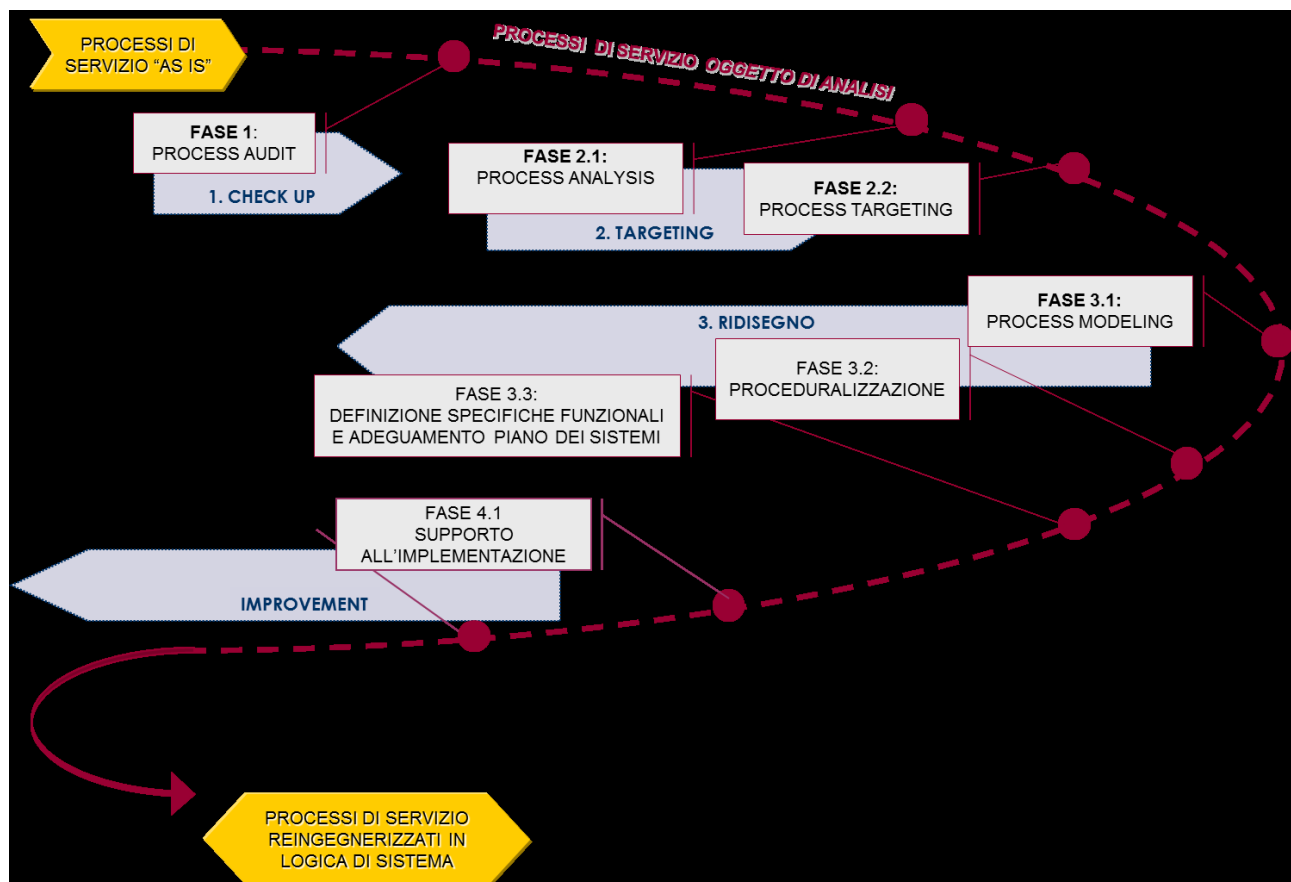 PROCESSI DI
SERVIZIO “AS IS”
PROCESSI DI SERVIZIO OGGETTO DI ANALISI
FASE 1:
PROCESS AUDIT
1. CHECK UP
FASE 2.1:
PROCESS ANALYSIS
FASE 2.2:
PROCESS TARGETING
2. TARGETING
FASE 3.1:
PROCESS MODELING
3. RIDISEGNO
FASE 3.2:
PROCEDURALIZZAZIONE
FASE 3.3:
DEFINIZIONE SPECIFICHE FUNZIONALI
E ADEGUAMENTO PIANO DEI SISTEMI
FASE 4.1
SUPPORTO
ALL’IMPLEMENTAZIONE
IMPROVEMENT
PROCESSI DI SERVIZIO
REINGEGNERIZZATI IN
LOGICA DI SISTEMA